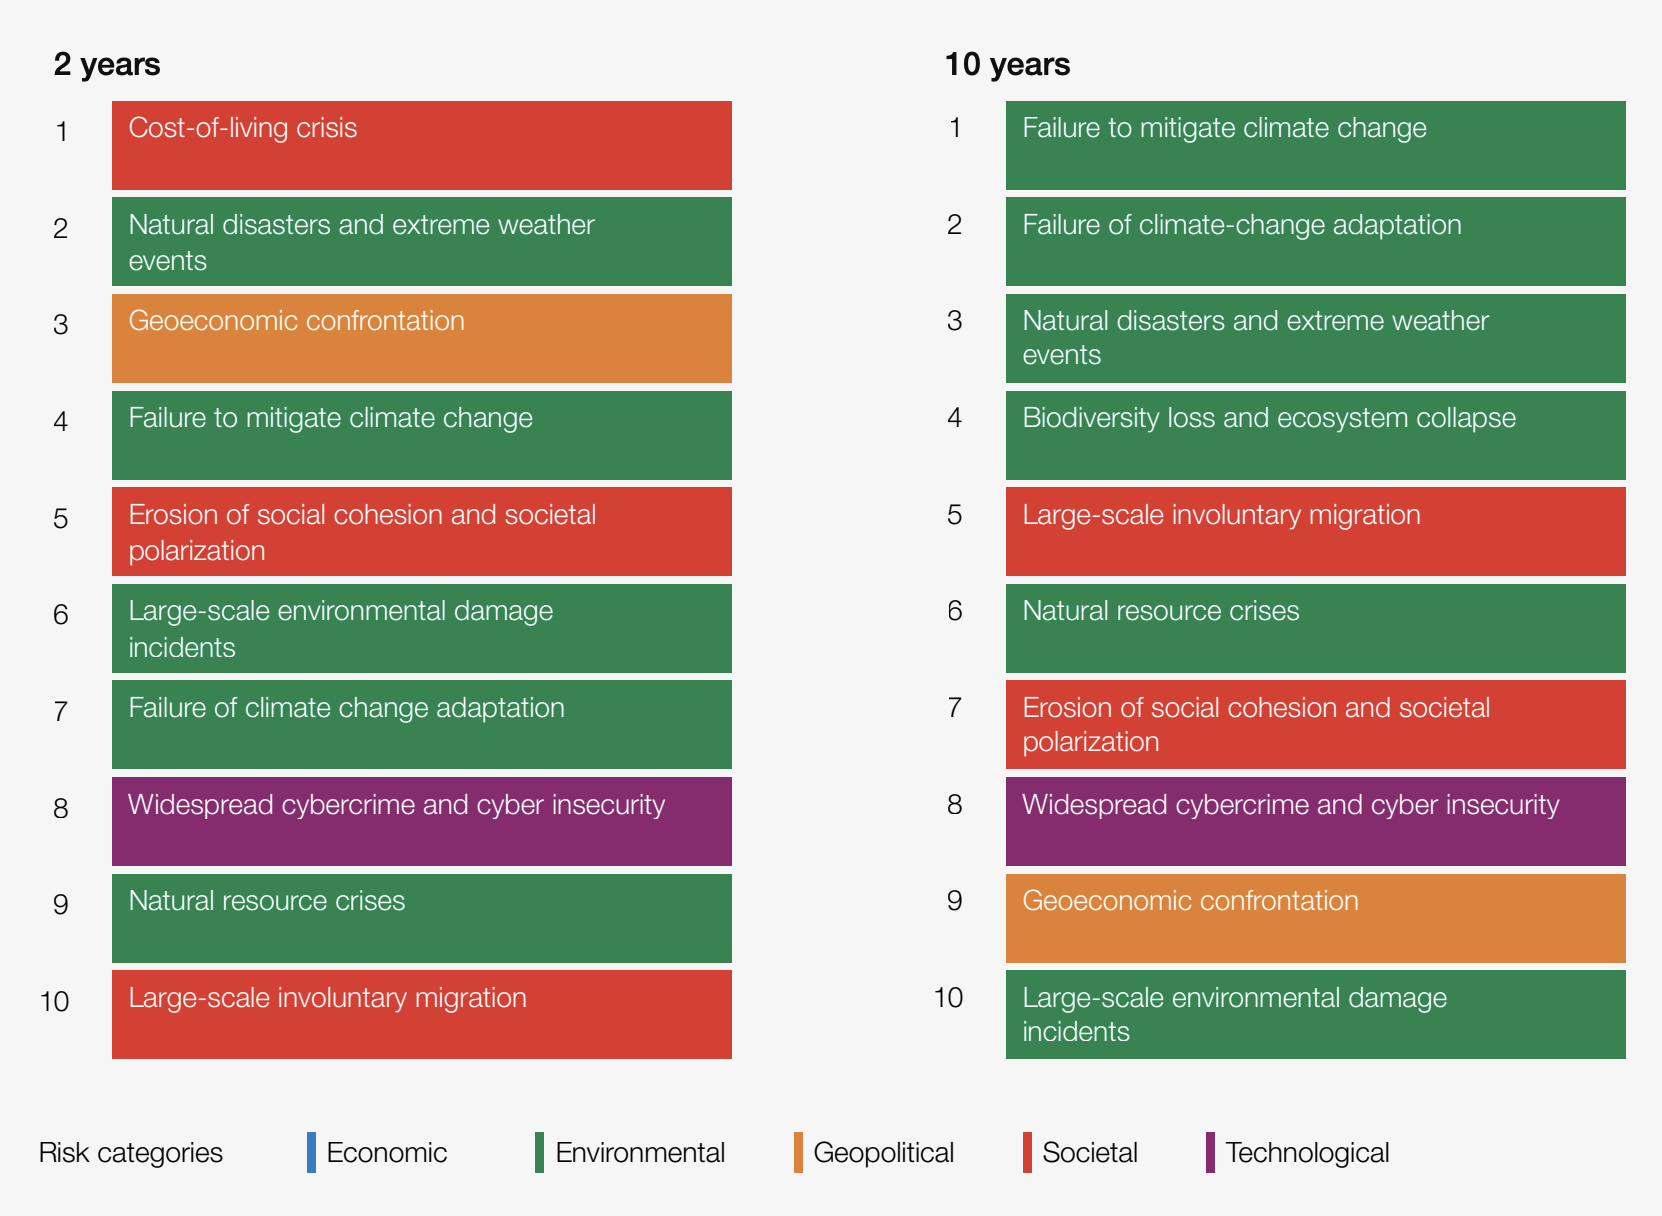 2 years
1
Cost-of-living crisis
2
Natural disasters and extreme weather
events
3
Geoeconomic confrontation
4
Failure to mitigate climate change
5
Erosion of social cohesion and societal
polarization
6
Large-scale environmental damage
incidents
7
Failure of climate change adaptation
8
Widespread cybercrime and cyber insecurity
9
Natural resource crises
10
Large-scale involuntary migration
10 years
1
Failure to mitigate climate change
2
Failure of climate-change adaptation
3
Natural disasters and extreme weather
events
4
Biodiversity loss and ecosystem collapse
5
Large-scale involuntary migration
6
Natural resource crises
7
Erosion of social cohesion and societal
polarization
8
Widespread cybercrime and cyber insecurity
9
Geoeconomic confrontation
10
Large-scale environmental damage
incidents
Risk categories
Economic
Environmental
Geopolitical
Societal
Technological